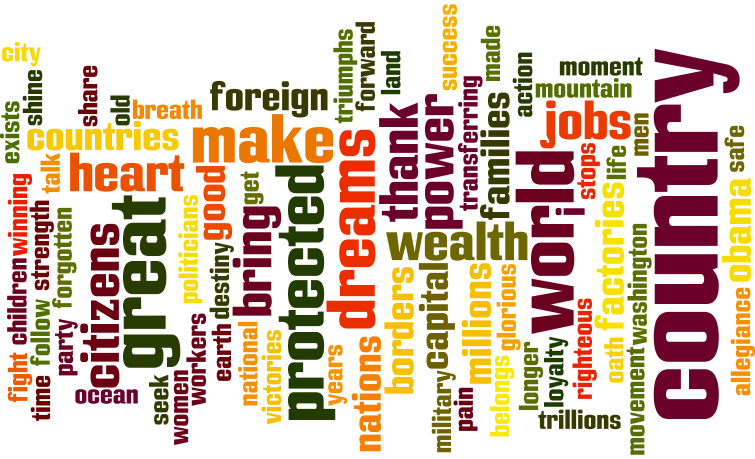 city
exists
shine
share
old
breath
countries
talk
heart
foreign
make
triumphs
forward
land
success
made
action
moment
mountain
thank
power
transferring
families
jobs
men
stops
life
world
i
country
safe
obama
allegiance
winning
children
fight
strength
follow
time
forgotten
party
citizens
great
ocean
seek
women
workers
politicians
good
get
destiny
earth
bring
national
victories
protected
years
dreams
nations
wealth
borders
capital
military
millions
pain
glorious
belongs
longer
loyalty
righteous
trillions
factories
oath
washington
movement